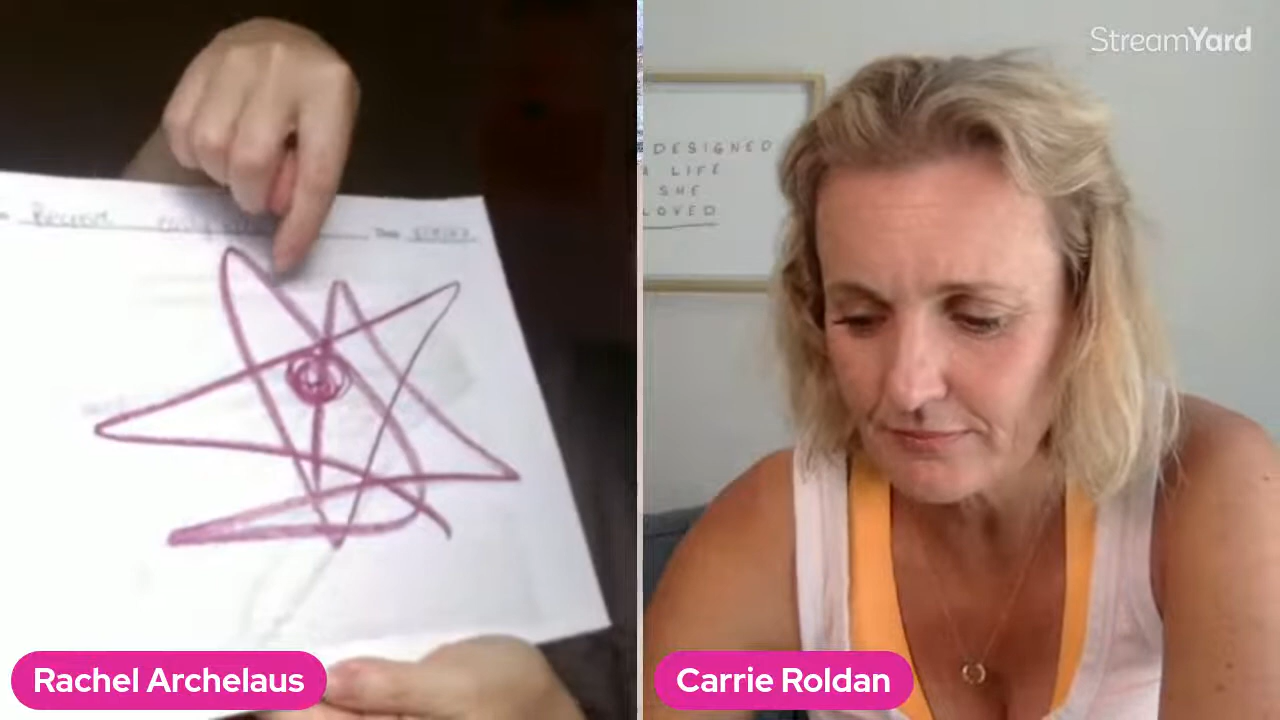 StreamYard
DESIGNED
A LIFE
SHE
LOVED
Rachel Archelaus
Carrie Roldan